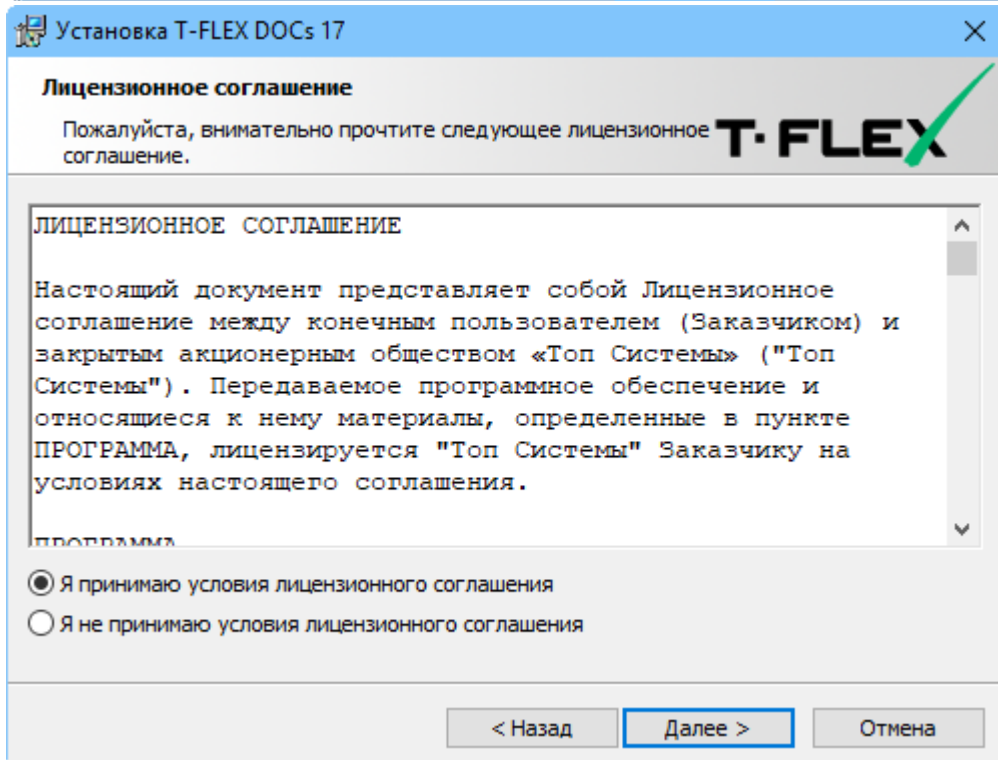 Установка T-FLEX DOCs 17
Лицензионное соглашение
Пожалуйста, внимательно прочтите следующее лицензионное
соглашение.
T-FLEX
ЛИЦЕНЗИОННОЕ СОГЛАШЕНИЕ
Настоящий документ представляет собой Лицензионное
соглашение между конечным пользователем (Заказчиком) и
закрытым акционерным обществом «Топ Системы» ("Топ
Системы"). Передаваемое программное обеспечение и
относящиеся к нему материалы, определенные в пункте
ПРОГРАММА, лицензируется "Топ Системы" Заказчику на
условиях настоящего соглашения.
ПРОГРАММА
Я принимаю условия лицензионного соглашения
Я не принимаю условия лицензионного соглашения
< Назад
Далее >
Отмена